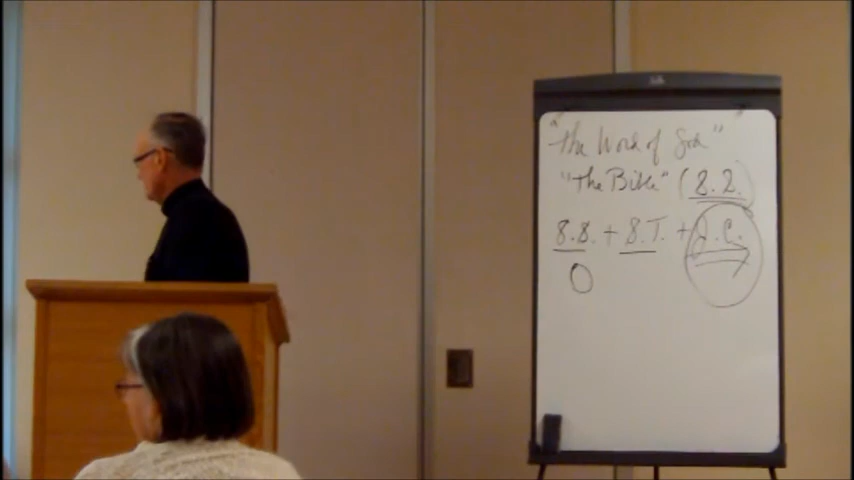 "The Word of God"
"The Bible" (S.S.)
S.S. + S.T. + J.C.
O